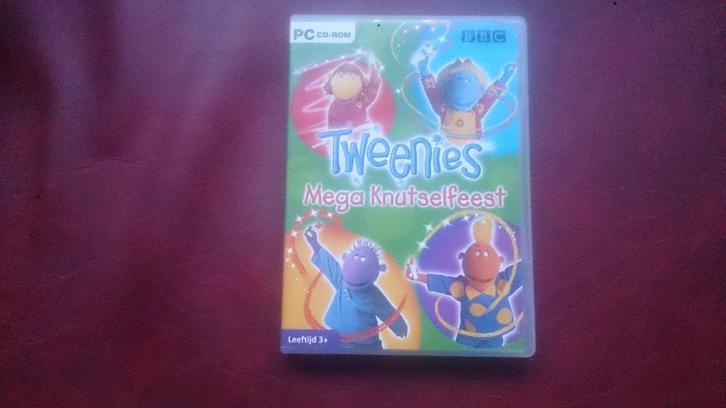 PC CD-ROM
BBC
Tweenies
Mega Knutselfeest
Leeftijd 3+